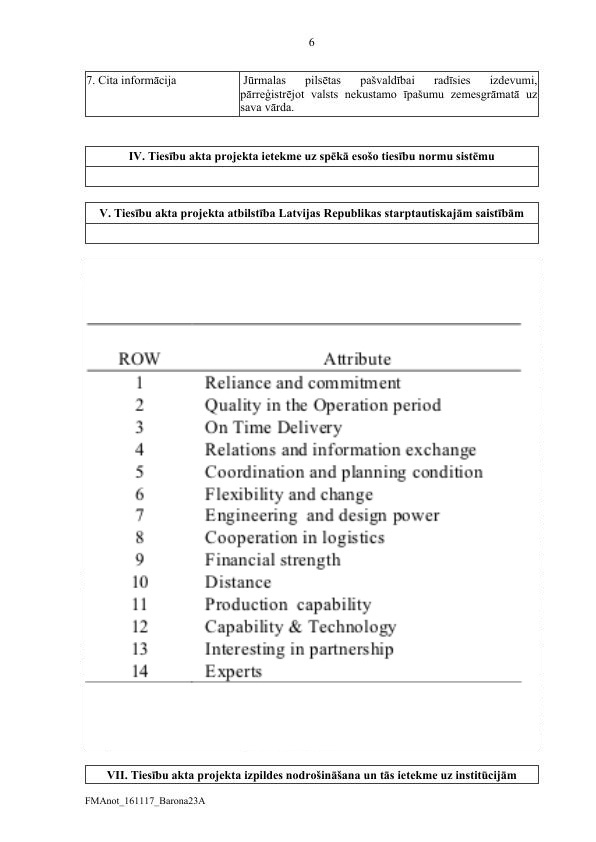 6
7. Cita informācija
Jūrmalas pilsētas pašvaldībai radīsies izdevumi,
pārreģistrējot valsts nekustamo īpašumu zemesgrāmatā uz
sava vārda.
IV. Tiesību akta projekta ietekme uz spēkā esošo tiesību normu sistēmu
V. Tiesību akta projekta atbilstība Latvijas Republikas starptautiskajām saistībām
ROW Attribute
1 Reliance and commitment
2 Quality in the Operation period
3 On Time Delivery
4 Relations and information exchange
5 Coordination and planning condition
6 Flexibility and change
7 Engineering and design power
8 Cooperation in logistics
9 Financial strength
10 Distance
11 Production capability
12 Capability & Technology
13 Interesting in partnership
14 Experts
VII. Tiesību akta projekta izpildes nodrošināšana un tās ietekme uz institūcijām
FMAnot_161117_Barona23A